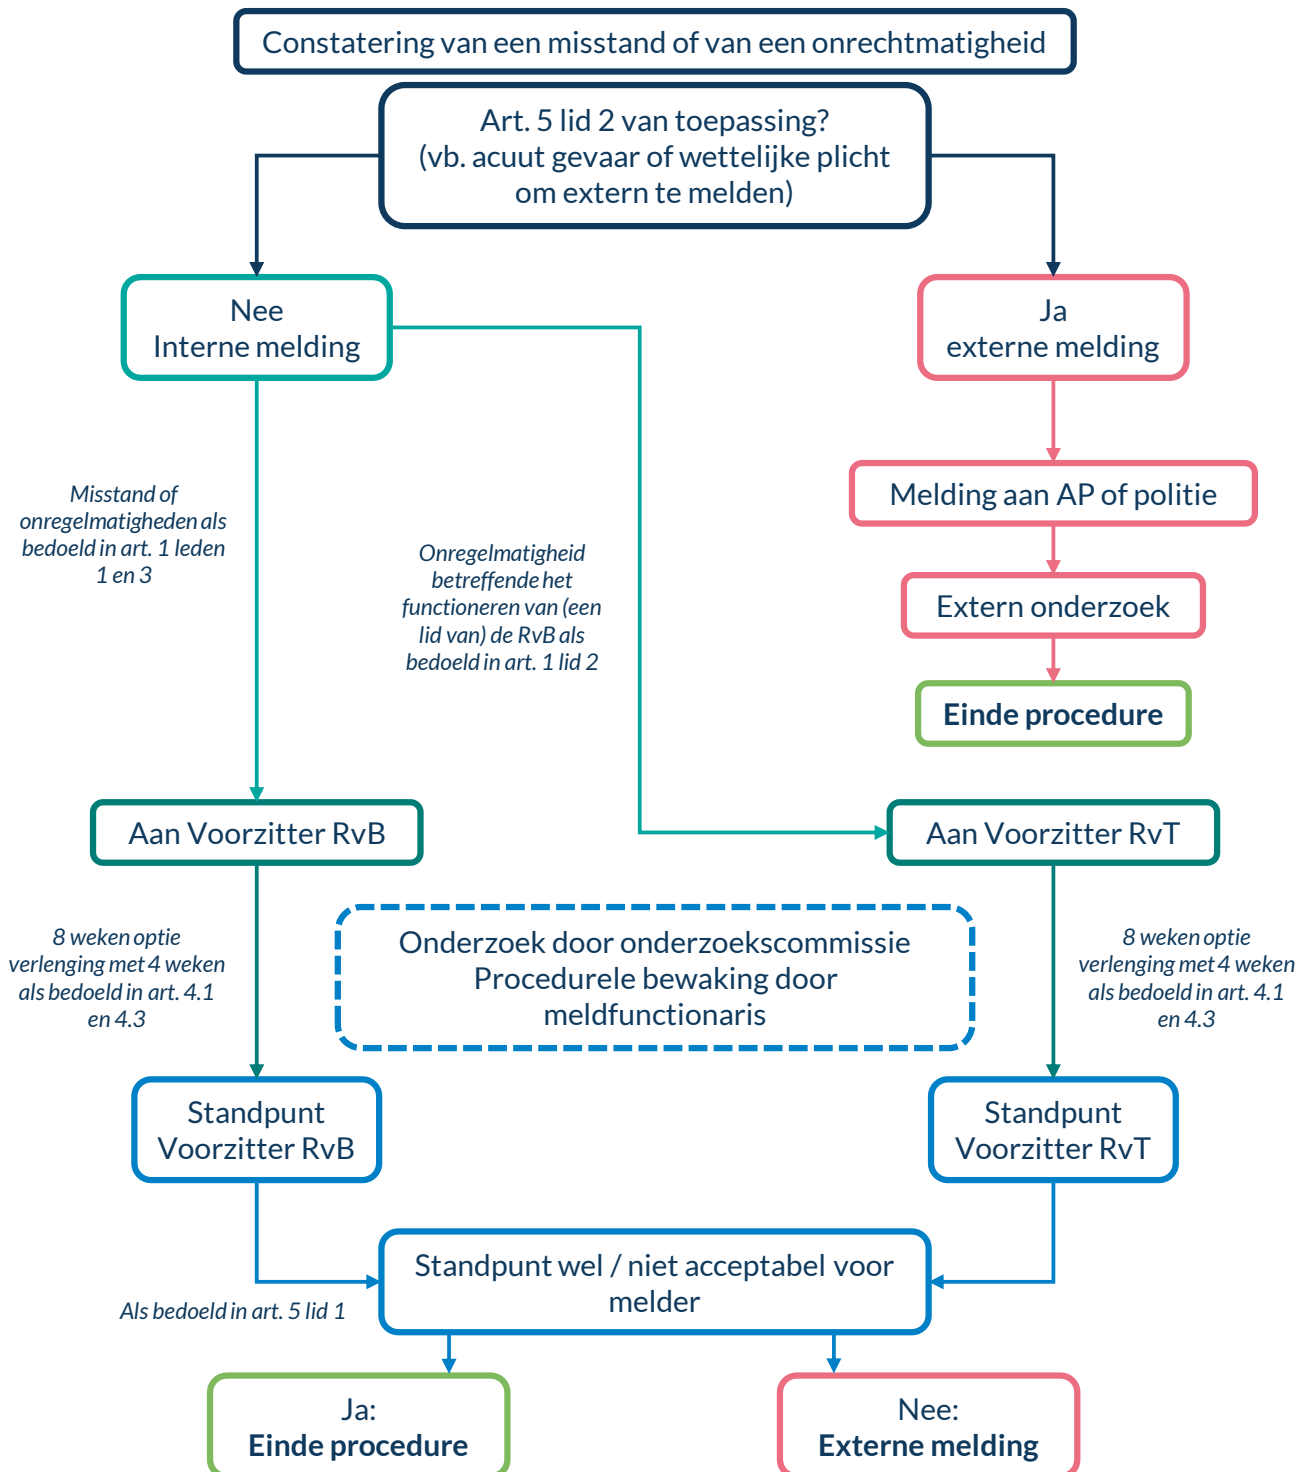 Constatering van een misstand of van een onrechtmatigheid
Art. 5 lid 2 van toepassing?
(vb. acuut gevaar of wettelijke plicht
om extern te melden)
Nee
Interne melding
Ja
externe melding
Misstand of
onregelmatigheden als
bedoeld in art. 1 leden
1 en 3
Onregelmatigheid
betreffende het
functioneren van (een
lid van) de RvB als
bedoeld in art. 1 lid 2
Melding aan AP of politie
Extern onderzoek
Einde procedure
Aan Voorzitter RvB
Aan Voorzitter RvT
8 weken optie
verlenging met 4 weken
als bedoeld in art. 4.1
en 4.3
Onderzoek door onderzoekscommissie
Procedurele bewaking door
meldfunctionaris
8 weken optie
verlenging met 4 weken
als bedoeld in art. 4.1
en 4.3
Standpunt
Voorzitter RvB
Standpunt
Voorzitter RvT
Standpunt wel / niet acceptabel voor
melder
Als bedoeld in art. 5 lid 1
Ja:
Einde procedure
Nee:
Externe melding